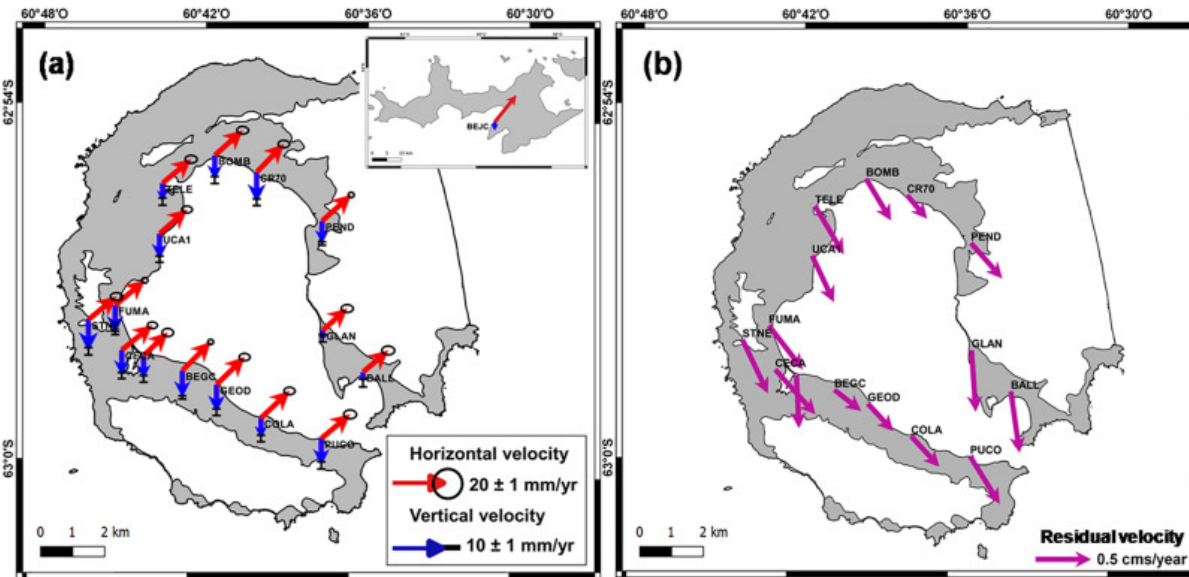 60°48'W 60°42'W 60°36'W 60°48'W 60°42'W 60°36'W 60°30'W
(a)
(b)
62°54'S
62°54'S
BEJC
BOMB
CR70
TELE
PEND
UCA1
FUMA
STNE
GLAN
CECA
BEGC
BALL
GEOD
COLA
PUCO
63°0'S
Horizontal velocity
20 ± 1 mm/yr
Vertical velocity
10 ± 1 mm/yr
0 1 2 km
BOMB
CR70
TELE
PEND
UCA1
FUMA
STNE
GLAN
CECA
BEGC
BALL
GEOD
COLA
PUCO
63°0'S
0 1 2 km
Residual velocity
0.5 cms/year